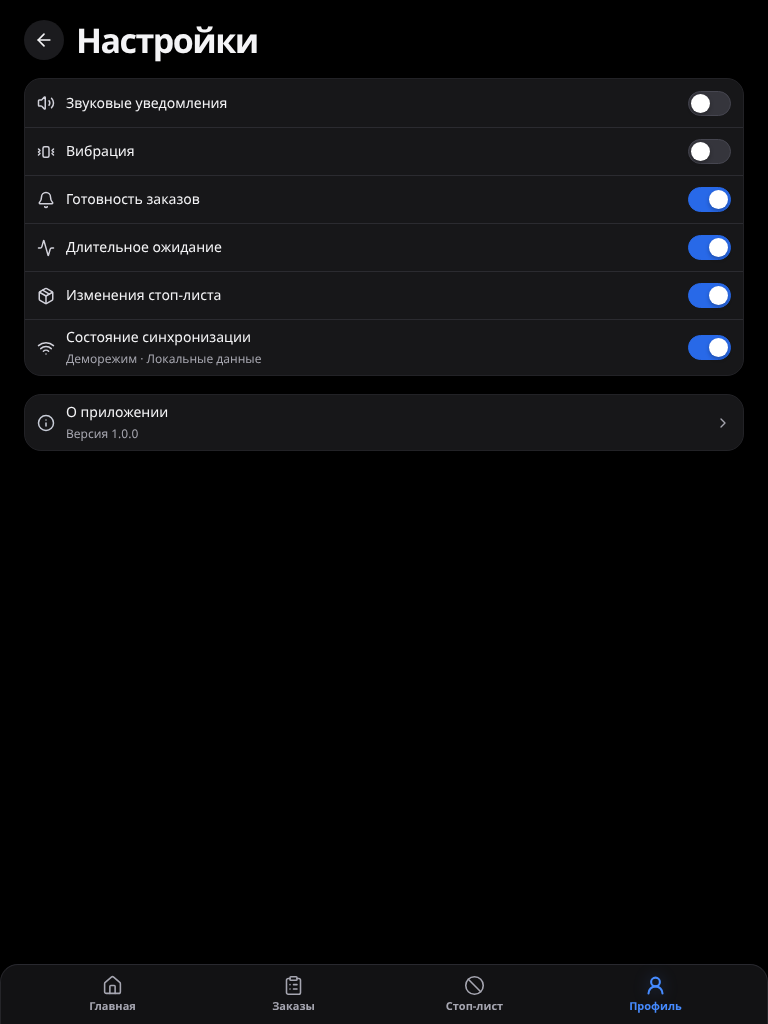 Настройки
Звуковые уведомления
Вибрация
Готовность заказов
Длительное ожидание
Изменения стоп-листа
Состояние синхронизации
Деморежим · Локальные данные
О приложении
Версия 1.0.0
Главная
Заказы
Стоп-лист
Профиль